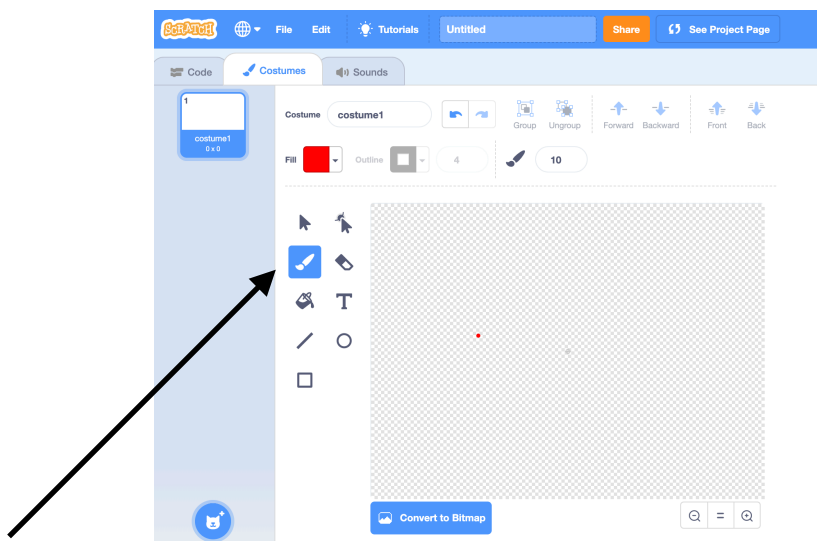 SCRATCH File Edit Tutorials Untitled Share See Project Page
Code Costumes Sounds
1
costume1
0 x 0
Costume costume1 Group Ungroup Forward Backward Front Back
Fill Outline 4 10
T
Convert to Bitmap =